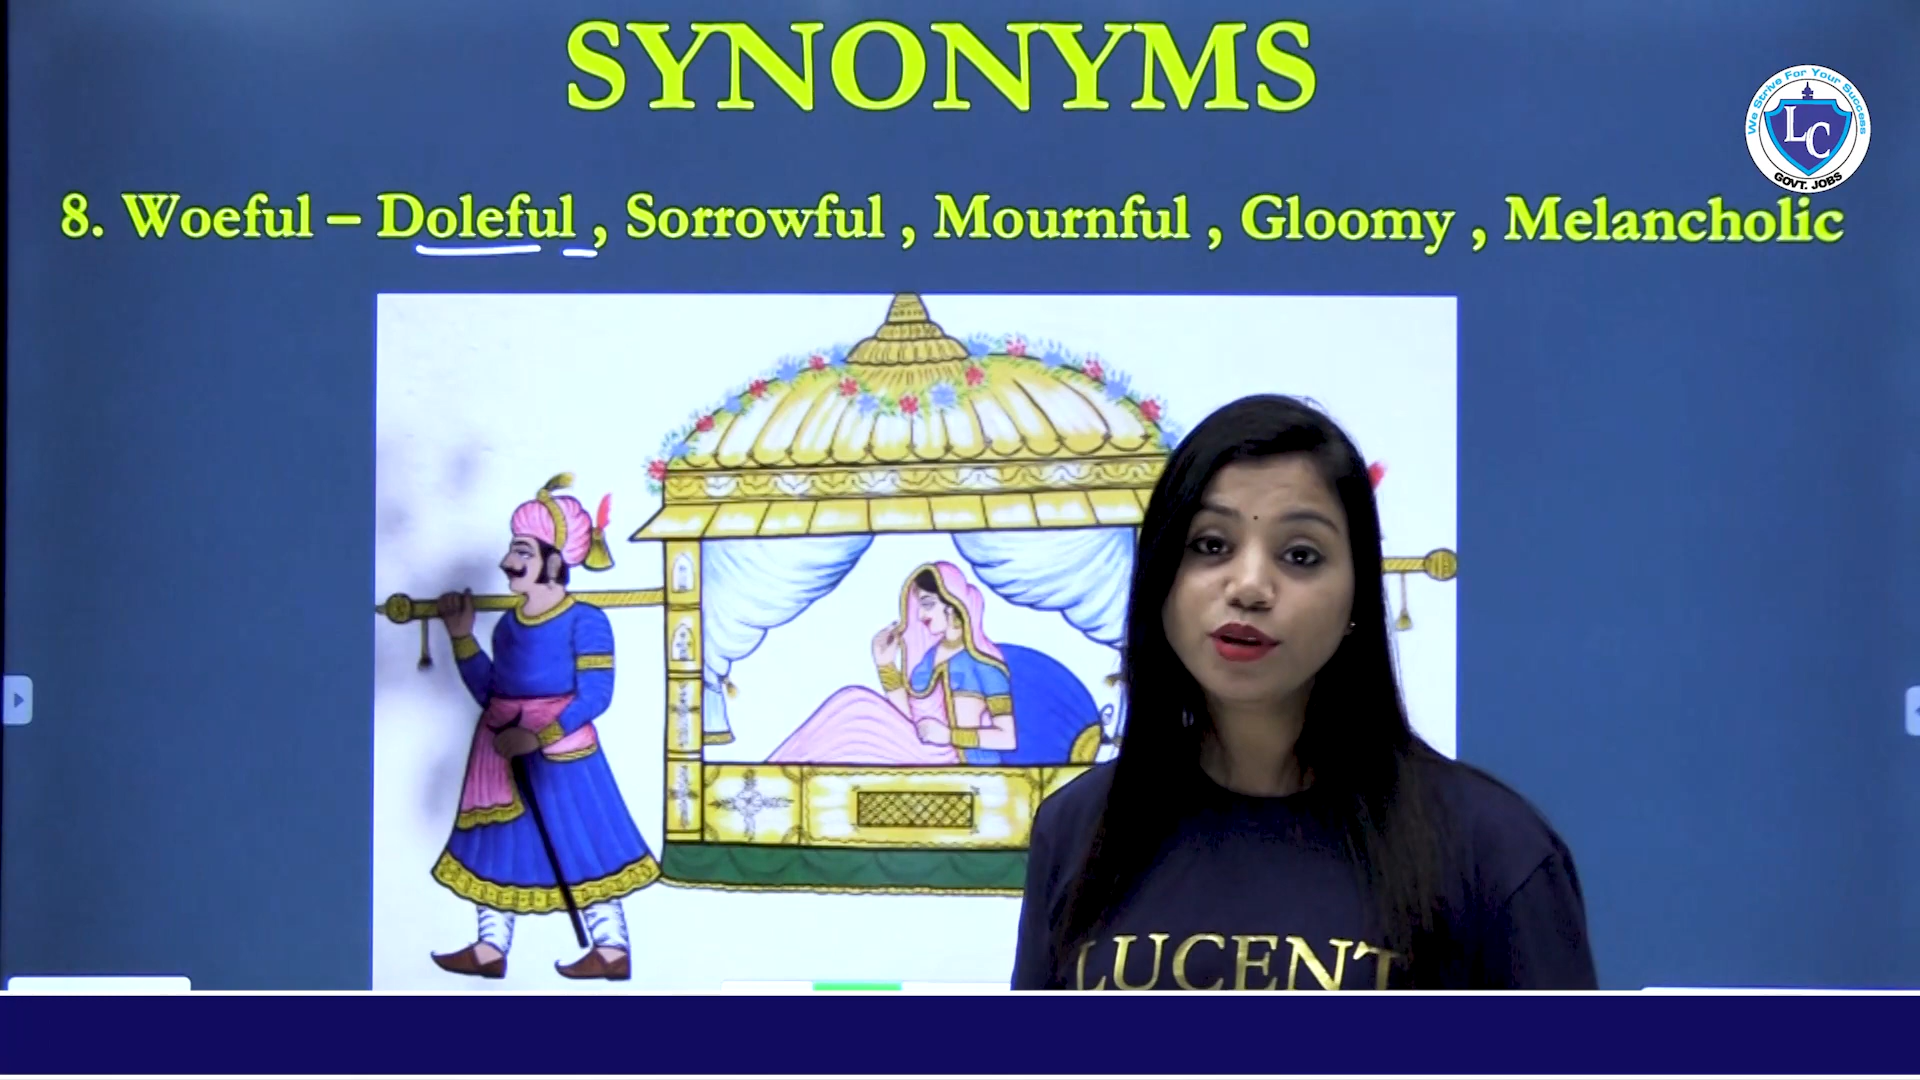 SYNONYMS
We Strive For Your Success
LC
GOVT. JOBS
8. Woeful – Doleful , Sorrowful , Mournful , Gloomy , Melancholic
LUCENT